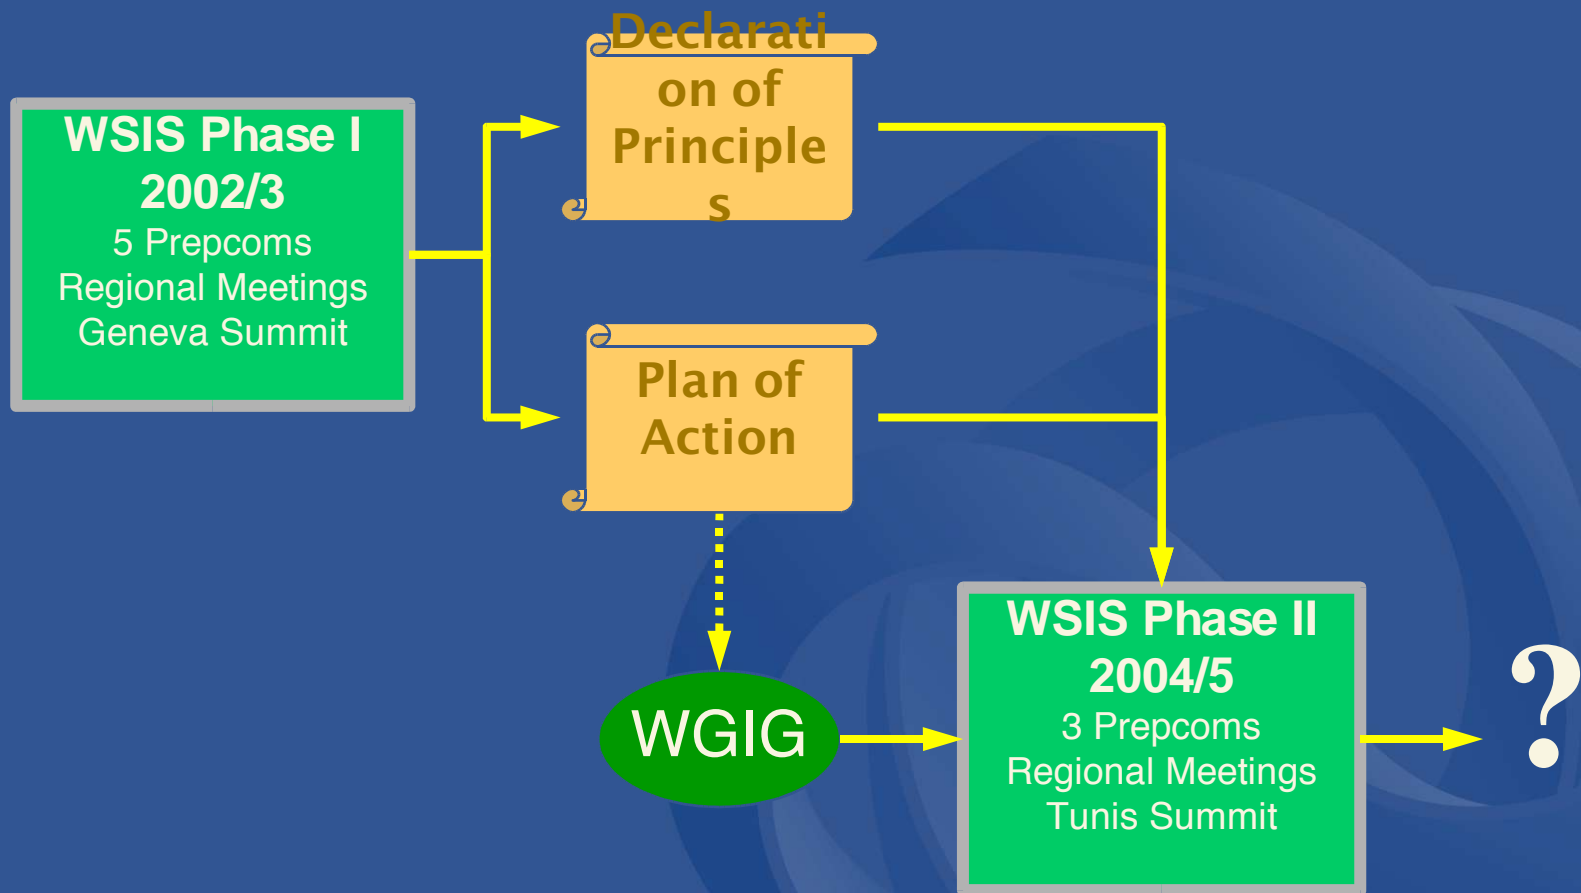 WSIS Phase I
2002/3
5 Prepcoms
Regional Meetings
Geneva Summit
Declarati
on of
Principle
s
Plan of
Action
WGIG
WSIS Phase II
2004/5
3 Prepcoms
Regional Meetings
Tunis Summit
?